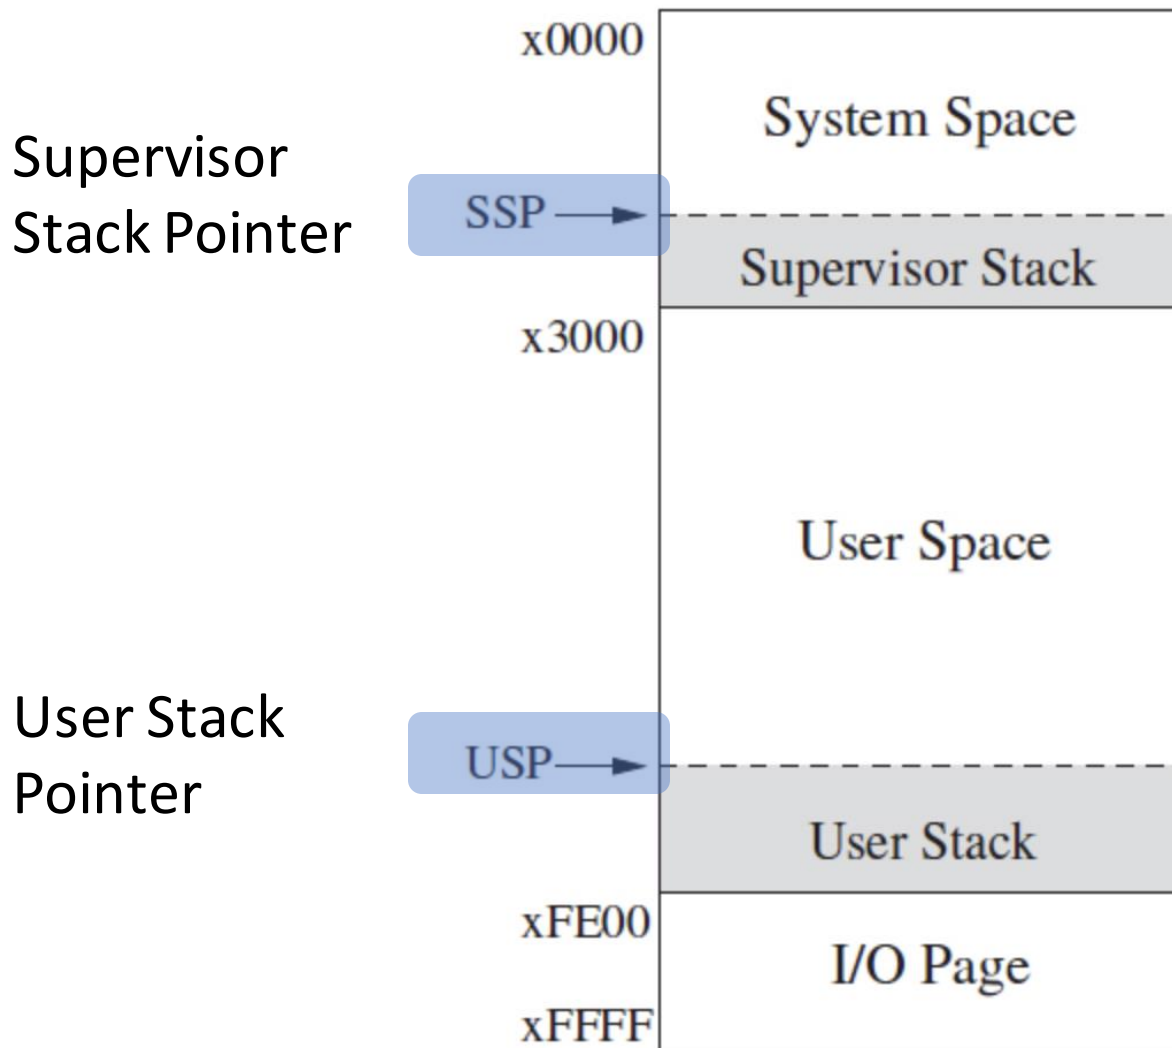 x0000
System Space
Supervisor
Stack Pointer
SSP
Supervisor Stack
x3000
User Space
User Stack
Pointer
USP
User Stack
xFE00
I/O Page
xFFFF